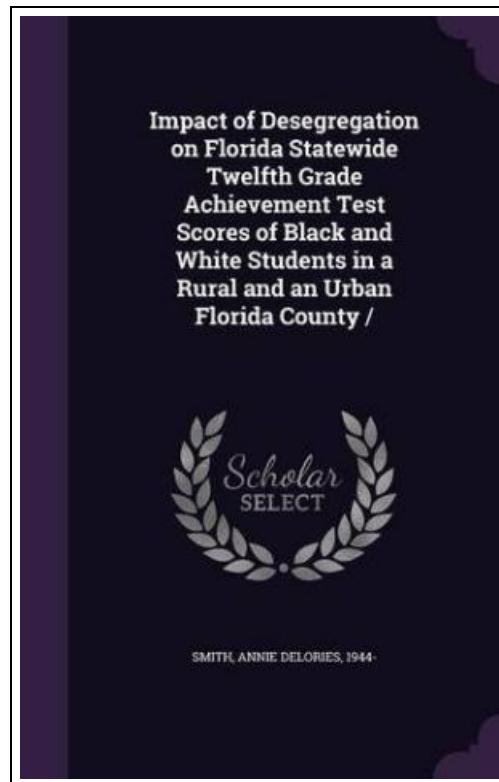 Impact of Desegregation
on Florida Statewide
Twelfth Grade
Achievement Test
Scores of Black and
White Students in a
Rural and an Urban
Florida County /
Scholar
SELECT
SMITH, ANNIE DELORIES, 1944-